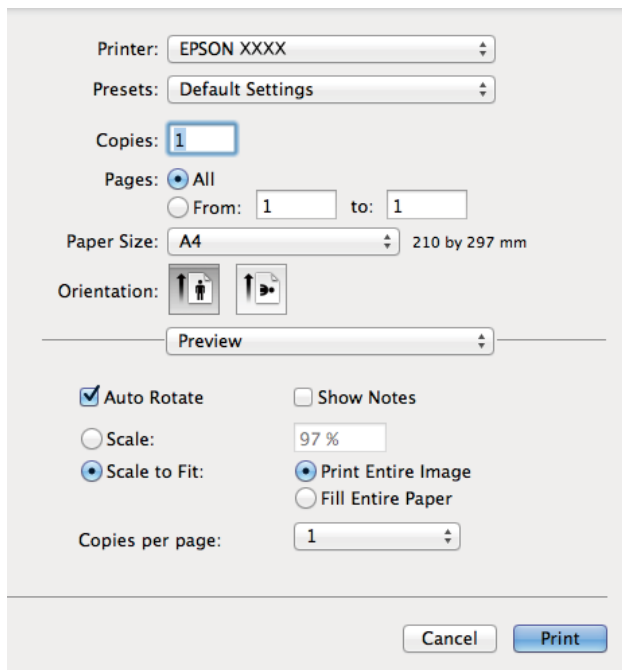 Printer: EPSON XXXX
Presets: Default Settings
Copies: 1
Pages: All
From: 1 to: 1
Paper Size: A4 210 by 297 mm
Orientation:
Preview
Auto Rotate Show Notes
Scale: 97 %
Scale to Fit: Print Entire Image
Fill Entire Paper
Copies per page: 1
Cancel Print